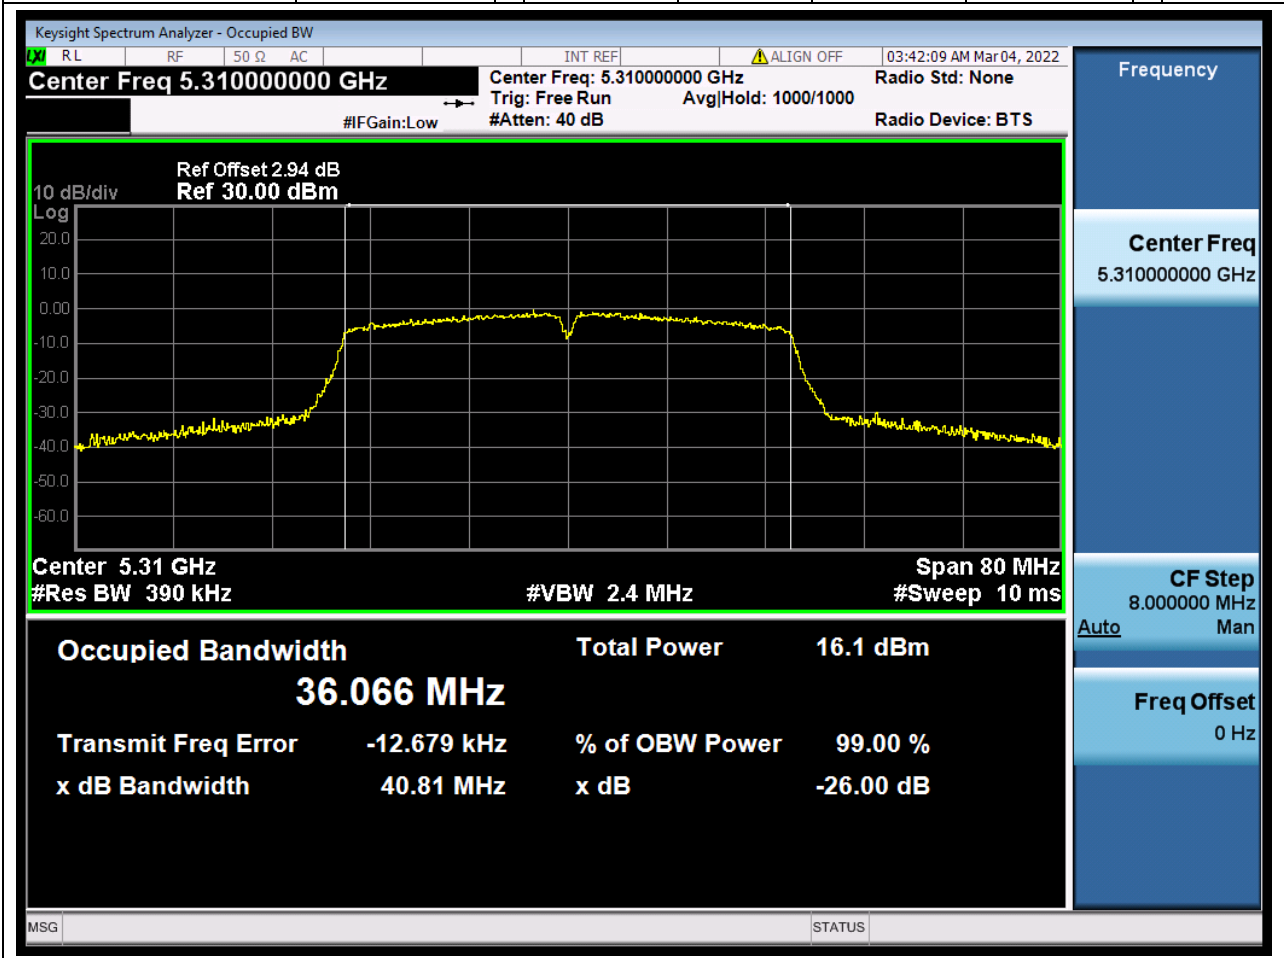 Keysight Spectrum Analyzer - Occupied BW
LXI RL RF 50 Ω AC INT REF ALIGN OFF 03:42:09 AM Mar 04, 2022
Center Freq 5.310000000 GHz
Center Freq: 5.310000000 GHz Radio Std: None
Trig: Free Run Avg|Hold: 1000/1000
#IFGain:Low #Atten: 40 dB Radio Device: BTS
Ref Offset 2.94 dB
10 dB/div Ref 30.00 dBm
Log
20.0
10.0
0.00
-10.0
-20.0
-30.0
-40.0
-50.0
-60.0
Center 5.31 GHz Span 80 MHz
#Res BW 390 kHz #VBW 2.4 MHz #Sweep 10 ms
Occupied Bandwidth Total Power 16.1 dBm
36.066 MHz
Transmit Freq Error -12.679 kHz % of OBW Power 99.00 %
x dB Bandwidth 40.81 MHz x dB -26.00 dB
MSG STATUS
Frequency
Center Freq
5.310000000 GHz
CF Step
8.000000 MHz
Auto Man
Freq Offset
0 Hz